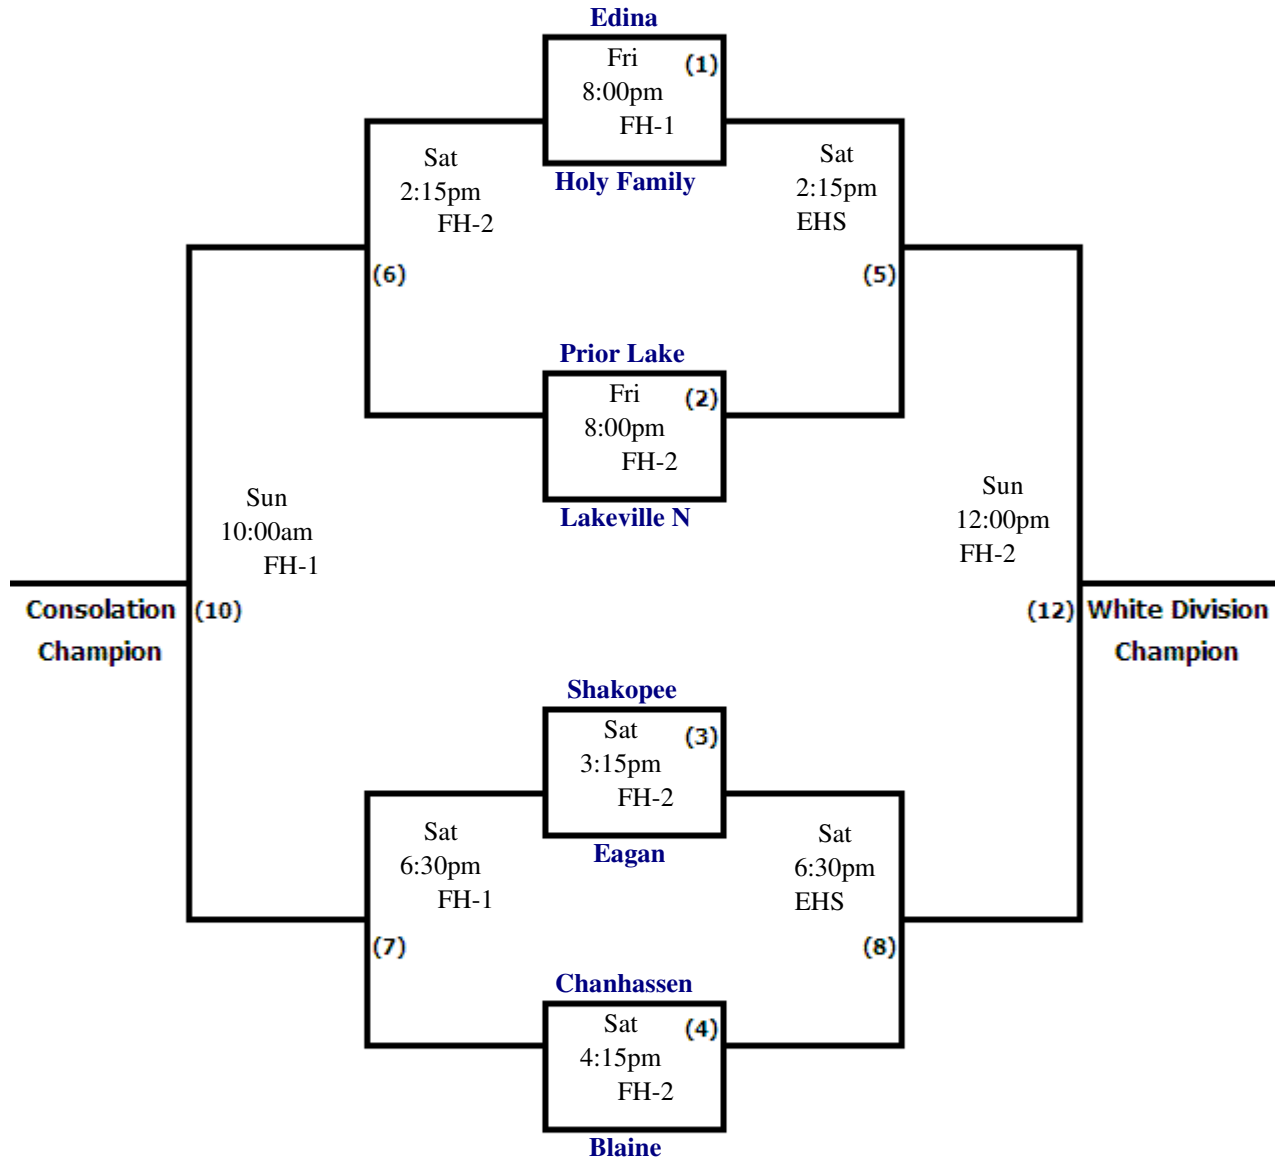 Edina
Fri
(1)
8:00pm
FH-1
Holy Family
Sat
2:15pm
FH-2
(6)
Sat
2:15pm
EHS
(5)
Prior Lake
Fri
(2)
8:00pm
FH-2
Lakeville N
Sun
10:00am
FH-1
Consolation
Champion
(10)
Sun
12:00pm
FH-2
(12)
White Division
Champion
Shakopee
Sat
(3)
3:15pm
FH-2
Eagan
Sat
6:30pm
FH-1
(7)
Sat
6:30pm
EHS
(8)
Chanhassen
Sat
(4)
4:15pm
FH-2
Blaine